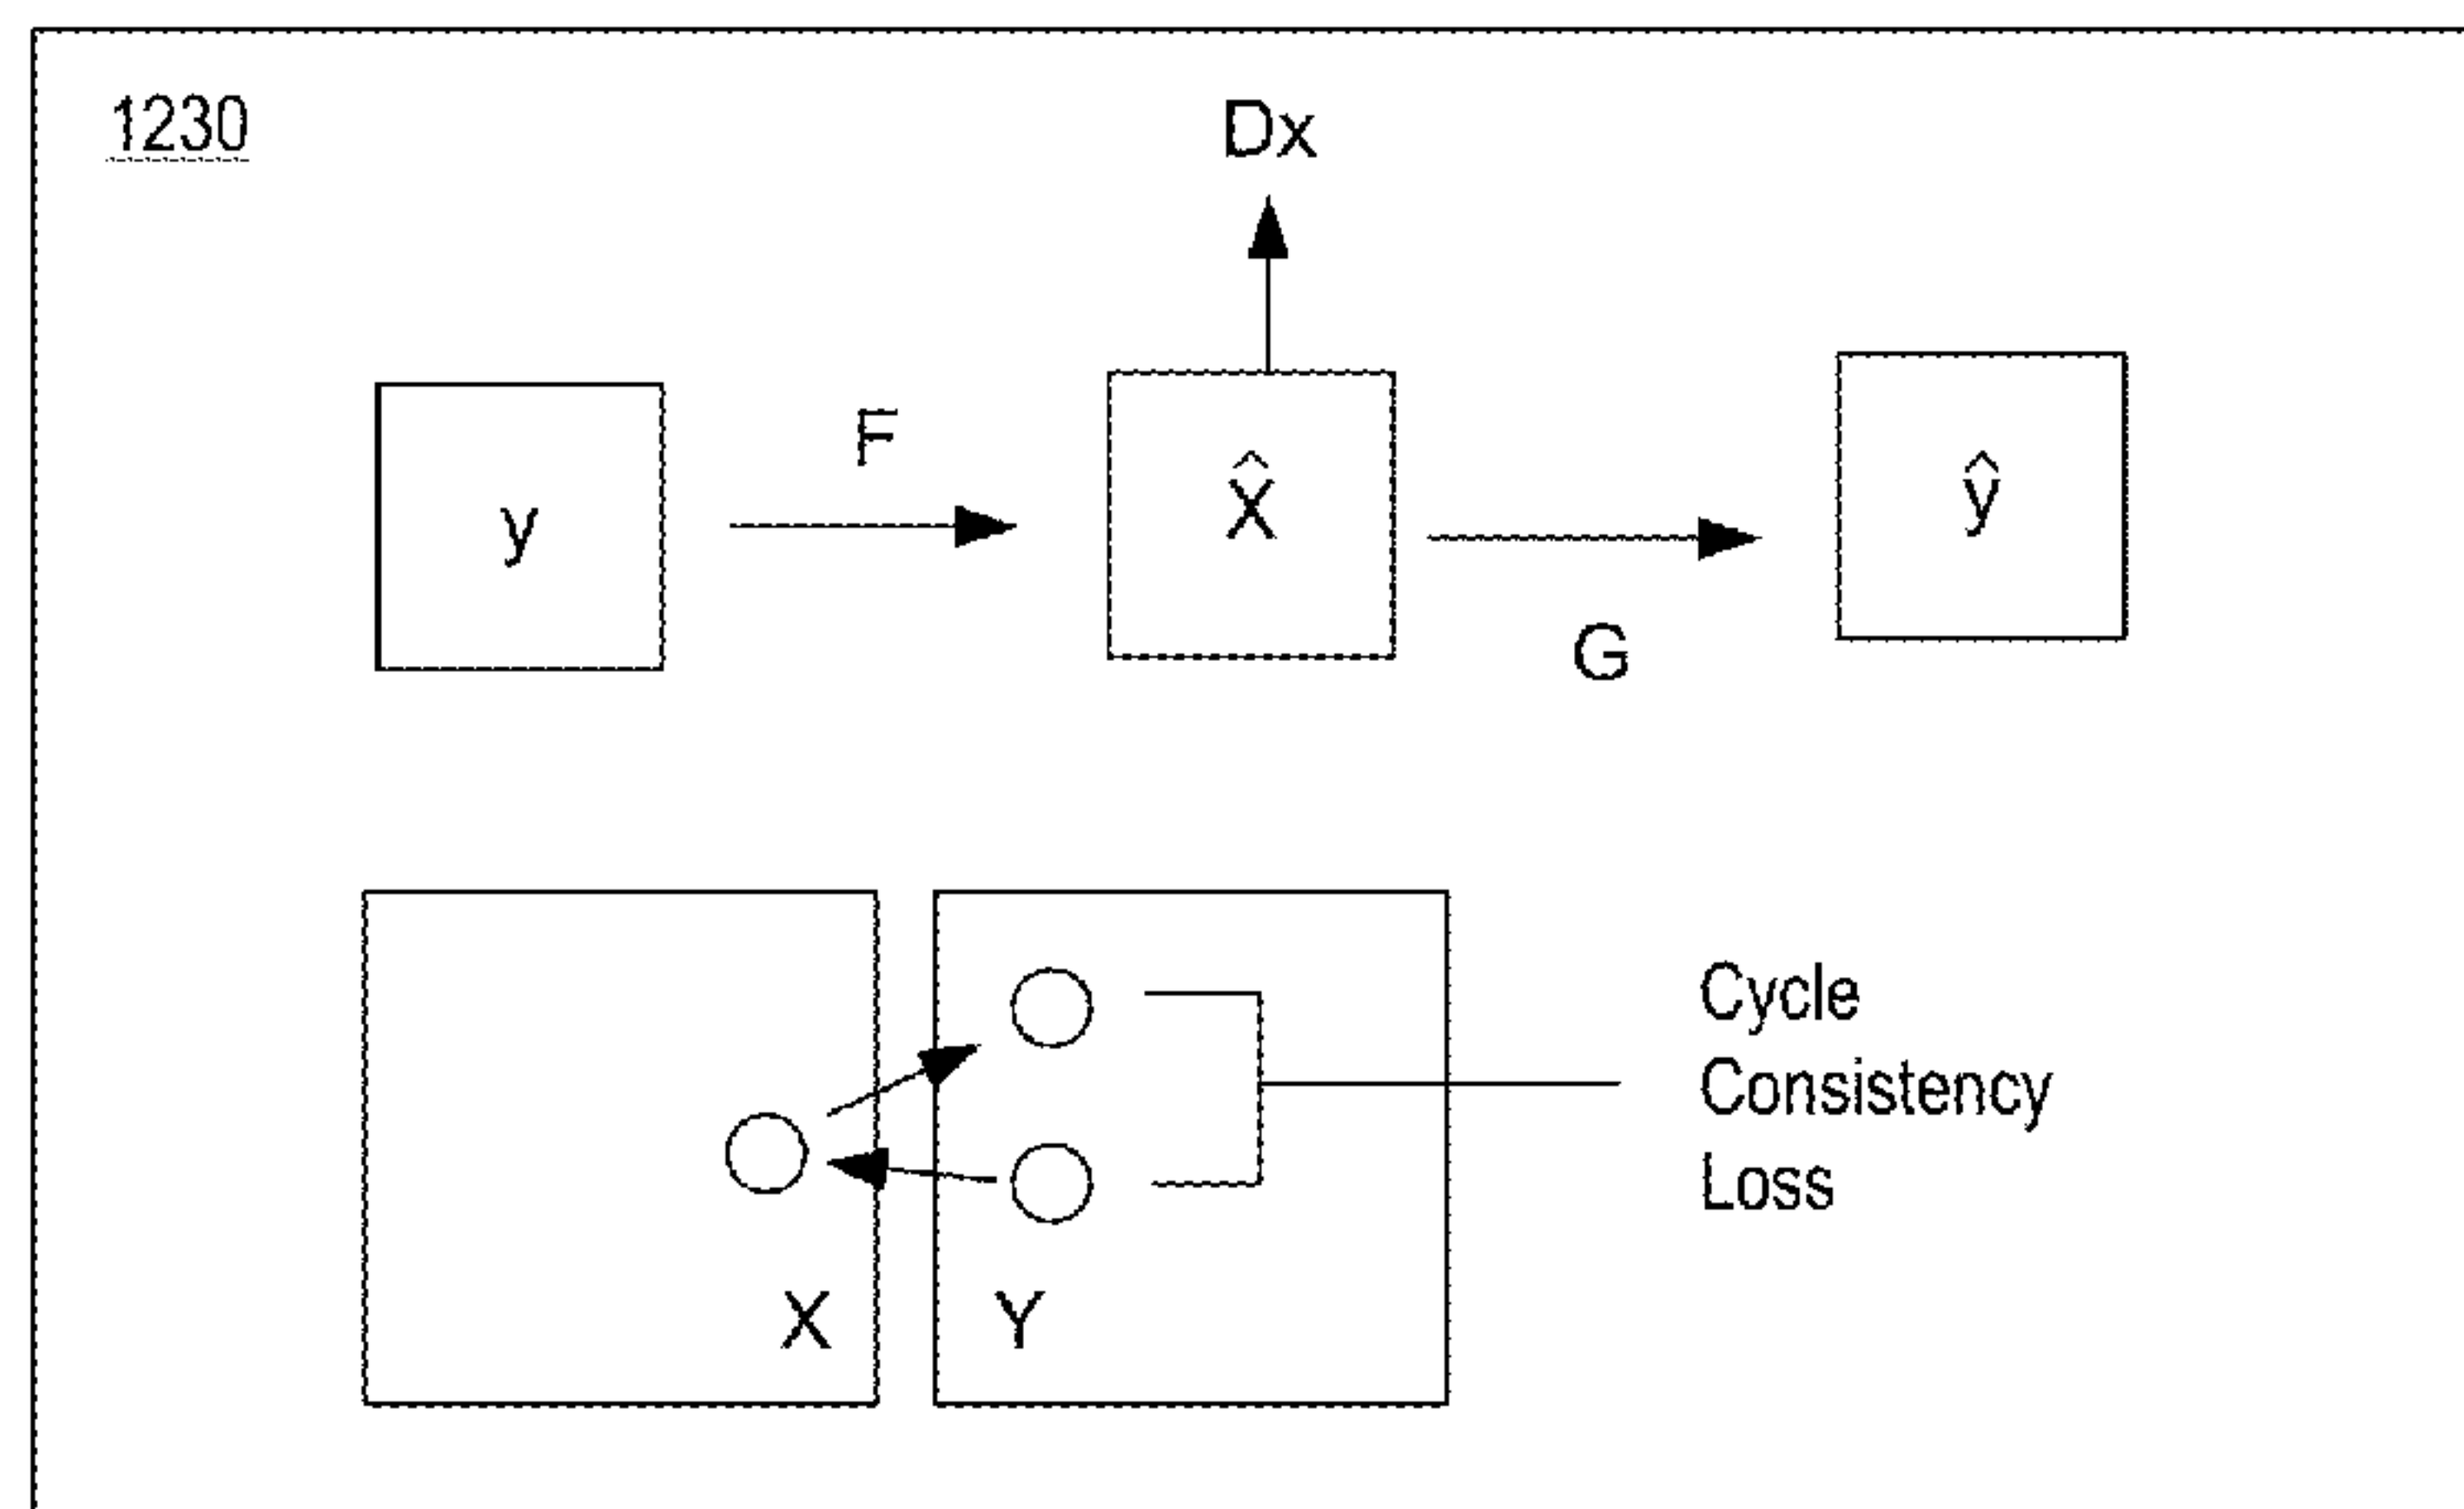 1230
Dx
F
y
X̂
ŷ
G
Cycle
Consistency
Loss
X Y